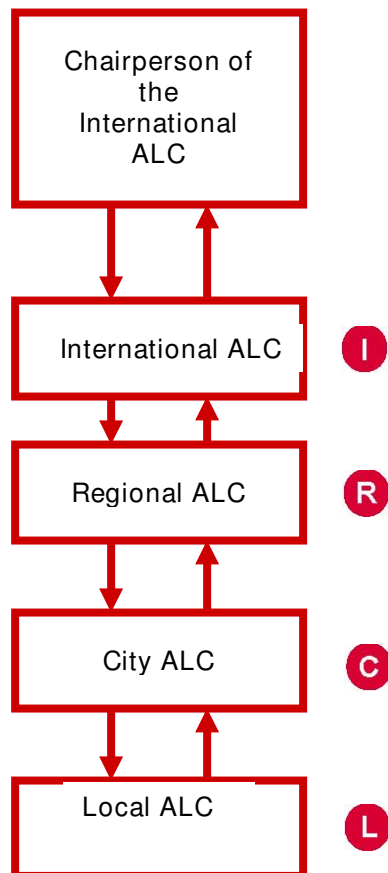 Chairperson of
the
International
ALC
International ALC
I
Regional ALC
R
City ALC
C
Local ALC
L